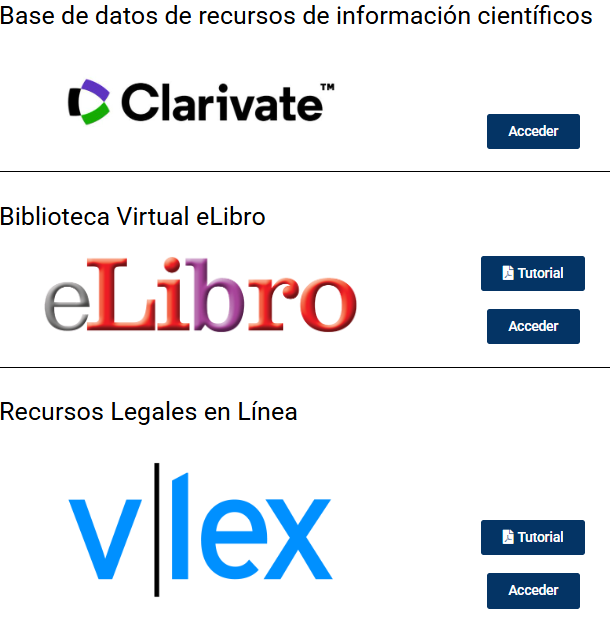 Base de datos de recursos de información científicos
Clarivate™
Acceder
Biblioteca Virtual eLibro
eLibro
Tutorial
Acceder
Recursos Legales en Línea
v|lex
Tutorial
Acceder